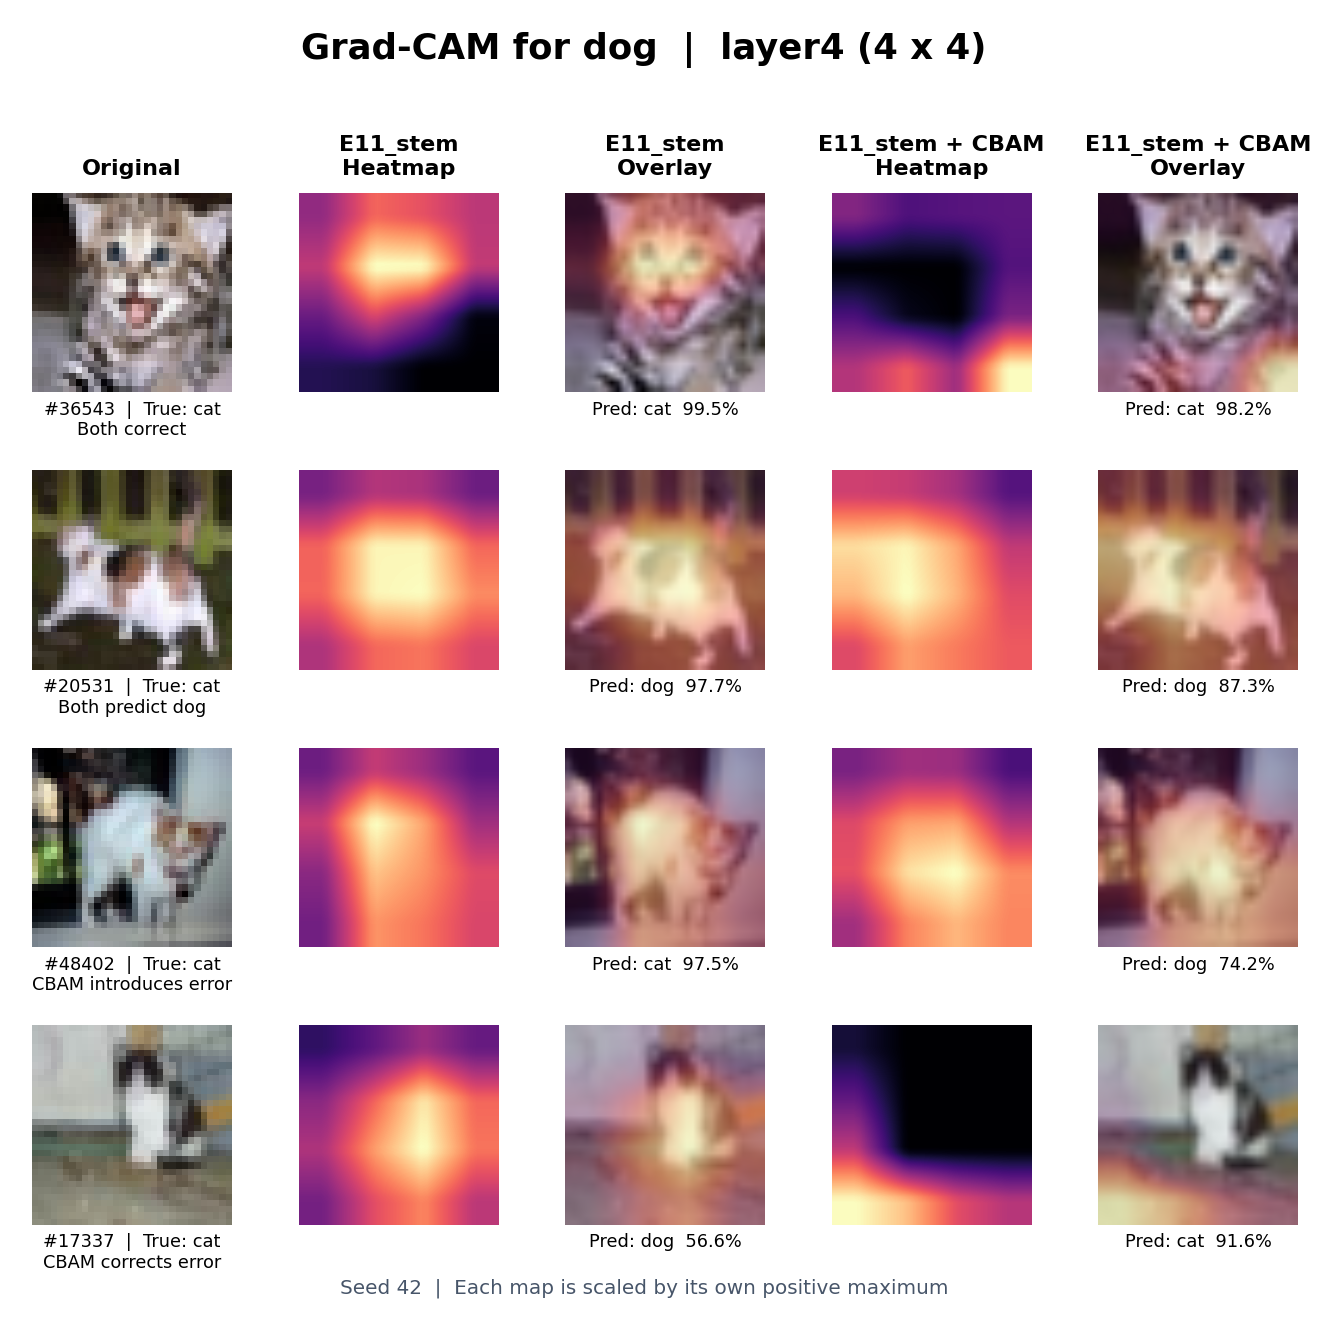 Grad-CAM for dog | layer4 (4 x 4)
Original
E11_stem
Heatmap
E11_stem
Overlay
E11_stem + CBAM
Heatmap
E11_stem + CBAM
Overlay
#36543 | True: cat
Both correct
Pred: cat 99.5%
Pred: cat 98.2%
#20531 | True: cat
Both predict dog
Pred: dog 97.7%
Pred: dog 87.3%
#48402 | True: cat
CBAM introduces error
Pred: cat 97.5%
Pred: dog 74.2%
#17337 | True: cat
CBAM corrects error
Pred: dog 56.6%
Pred: cat 91.6%
Seed 42 | Each map is scaled by its own positive maximum